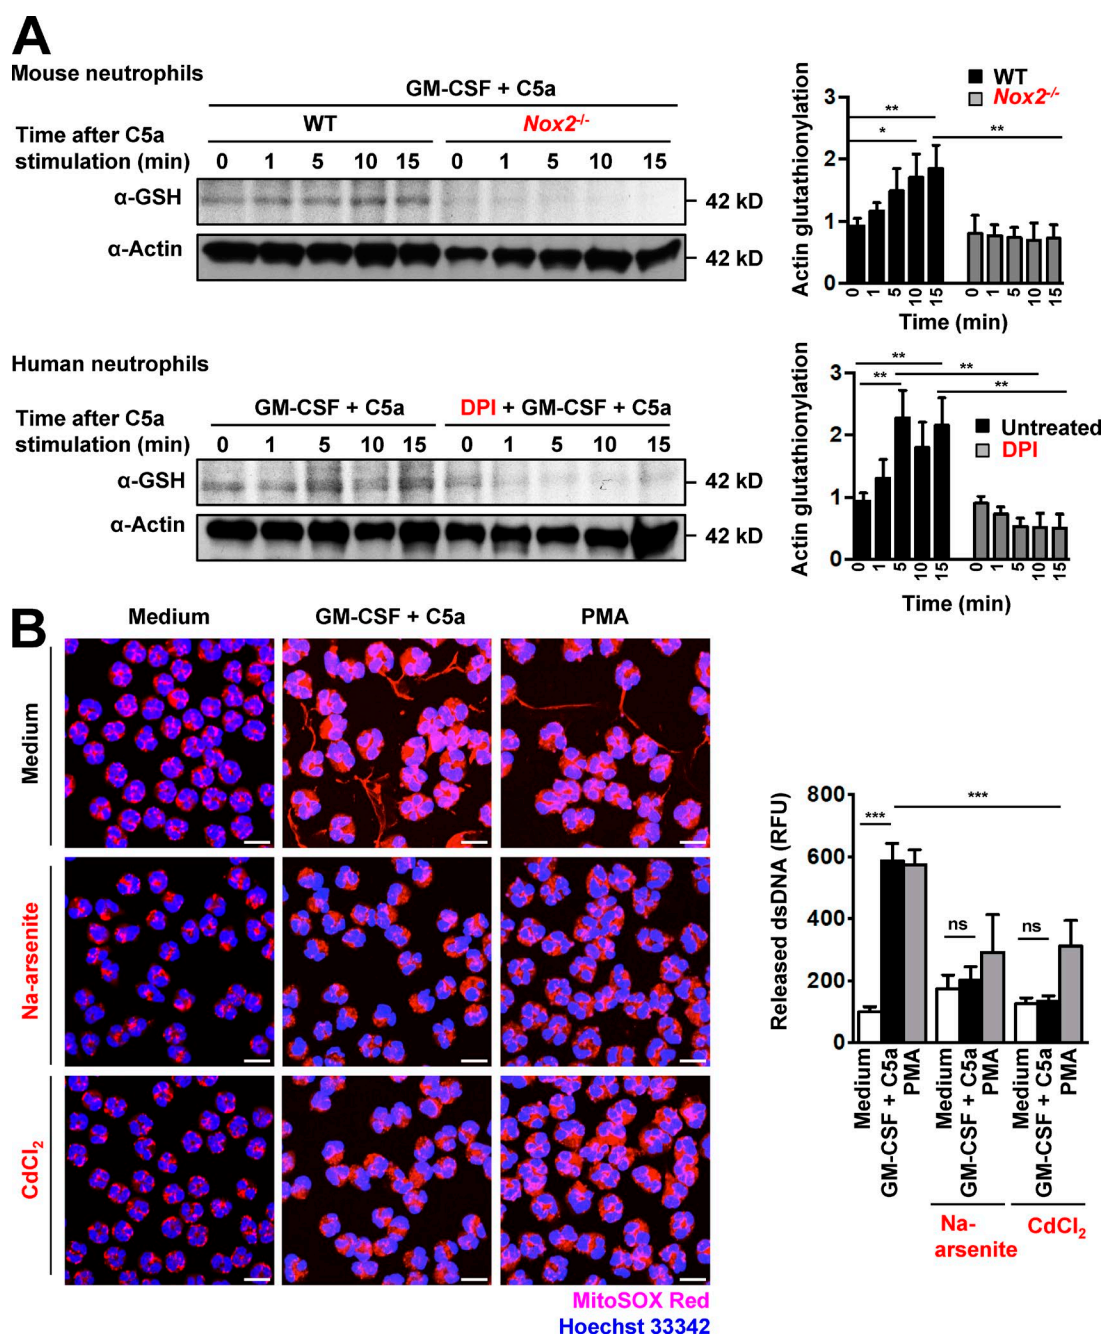 A
Mouse neutrophils
GM-CSF + C5a
Time after C5a
stimulation (min)
WT
Nox2-/-
0 1 5 10 15 0 1 5 10 15
α-GSH
42 kD
α-Actin
42 kD
WT
Nox2-/-
Actin glutathionylation
3
2
1
0
**
*
**
0 1 5 10 15 0 1 5 10 15
Time (min)
Human neutrophils
Time after C5a
stimulation (min)
GM-CSF + C5a
DPI + GM-CSF + C5a
0 1 5 10 15 0 1 5 10 15
α-GSH
42 kD
α-Actin
42 kD
Actin glutathionylation
3
2
1
0
**
**
**
**
Untreated
DPI
0 1 5 10 15 0 1 5 10 15
Time (min)
B
Medium
GM-CSF + C5a
PMA
Medium
Na-arsenite
CdCl2
MitoSOX Red
Hoechst 33342
Released dsDNA (RFU)
800
600
400
200
0
***
***
ns
ns
Medium
GM-CSF + C5a
PMA
Medium
GM-CSF + C5a
PMA
Medium
GM-CSF + C5a
PMA
Na-
arsenite
CdCl2